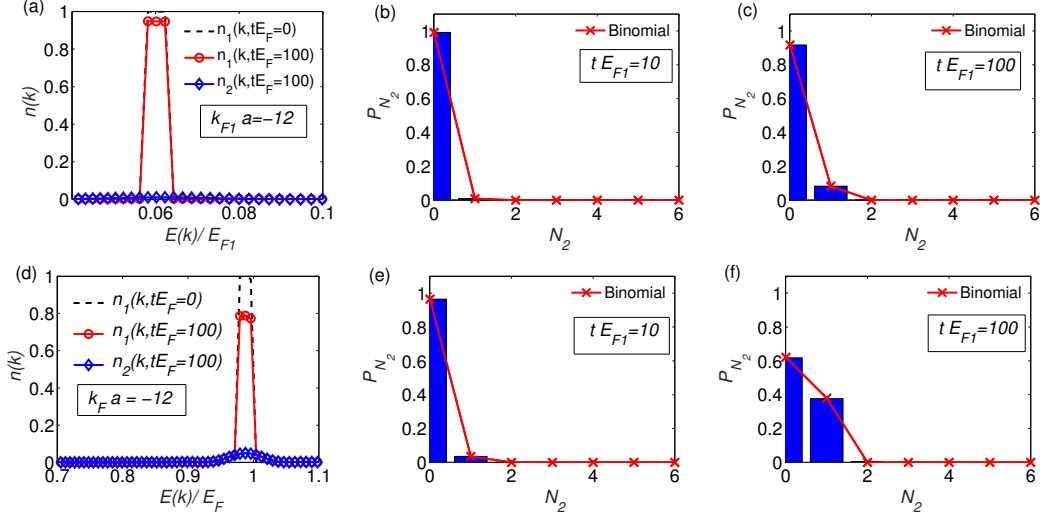 (a)
n(k)
1
0.8
0.6
0.4
0.2
0
n1(k,tEF=0)
n1(k,tEF=100)
n2(k,tEF=100)
kF1 a=−12
0.06 0.08 0.1
E(k)/ EF1
(b)
PN2
1
0.8
0.6
0.4
0.2
0
Binomial
t EF1=10
0 2 4 6
N2
(c)
PN2
1
0.8
0.6
0.4
0.2
0
Binomial
t EF1=100
0 2 4 6
N2
(d)
n(k)
1
0.8
0.6
0.4
0.2
0
n1(k,tEF=0)
n1(k,tEF=100)
n2(k,tEF=100)
kF a = −12
0.7 0.8 0.9 1 1.1
E(k)/ EF
(e)
PN2
1
0.8
0.6
0.4
0.2
0
Binomial
t EF1=10
0 2 4 6
N2
(f)
PN2
1
0.8
0.6
0.4
0.2
0
Binomial
t EF1=100
0 2 4 6
N2